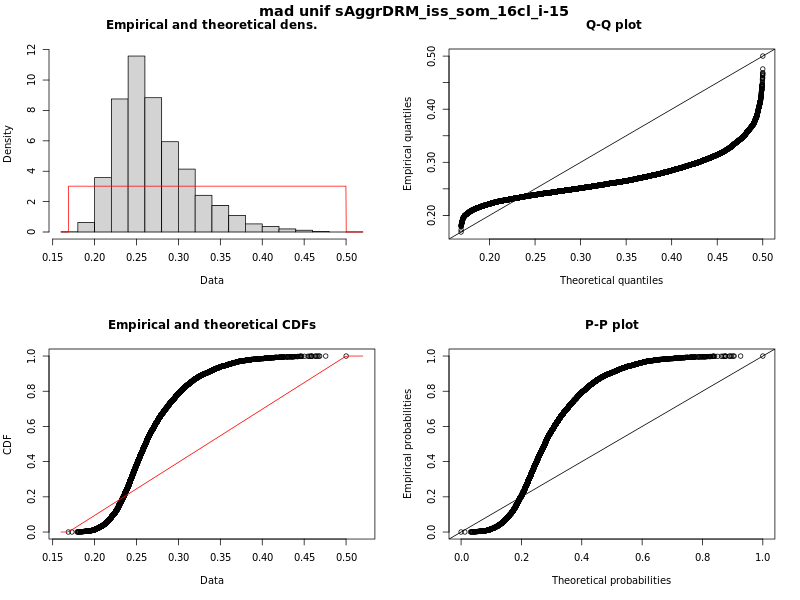 mad unif sAggrDRM_iss_som_16cl_i-15
Empirical and theoretical dens.
Density
0 2 4 6 8 10 12
0.15 0.20 0.25 0.30 0.35 0.40 0.45 0.50
Data
Q-Q plot
Empirical quantiles
0.20 0.30 0.40 0.50
0.20 0.25 0.30 0.35 0.40 0.45 0.50
Theoretical quantiles
Empirical and theoretical CDFs
CDF
0.0 0.2 0.4 0.6 0.8 1.0
0.15 0.20 0.25 0.30 0.35 0.40 0.45 0.50
Data
P-P plot
Empirical probabilities
0.0 0.2 0.4 0.6 0.8 1.0
0.0 0.2 0.4 0.6 0.8 1.0
Theoretical probabilities